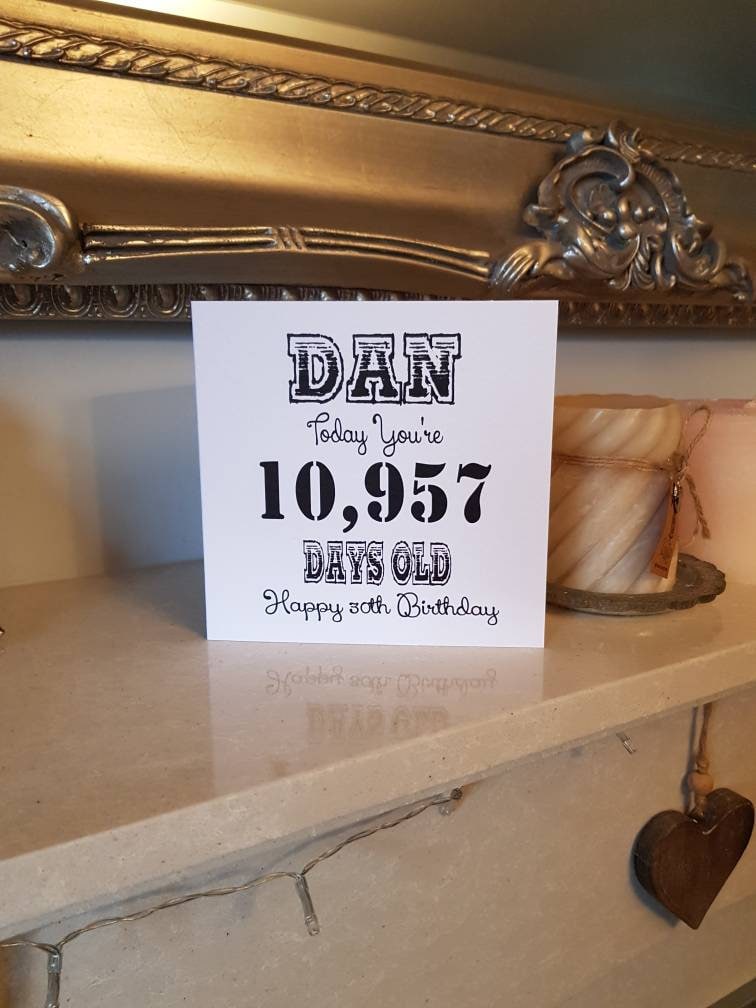 DAN
Today You're
10,957
DAYS OLD
Happy 30th Birthday